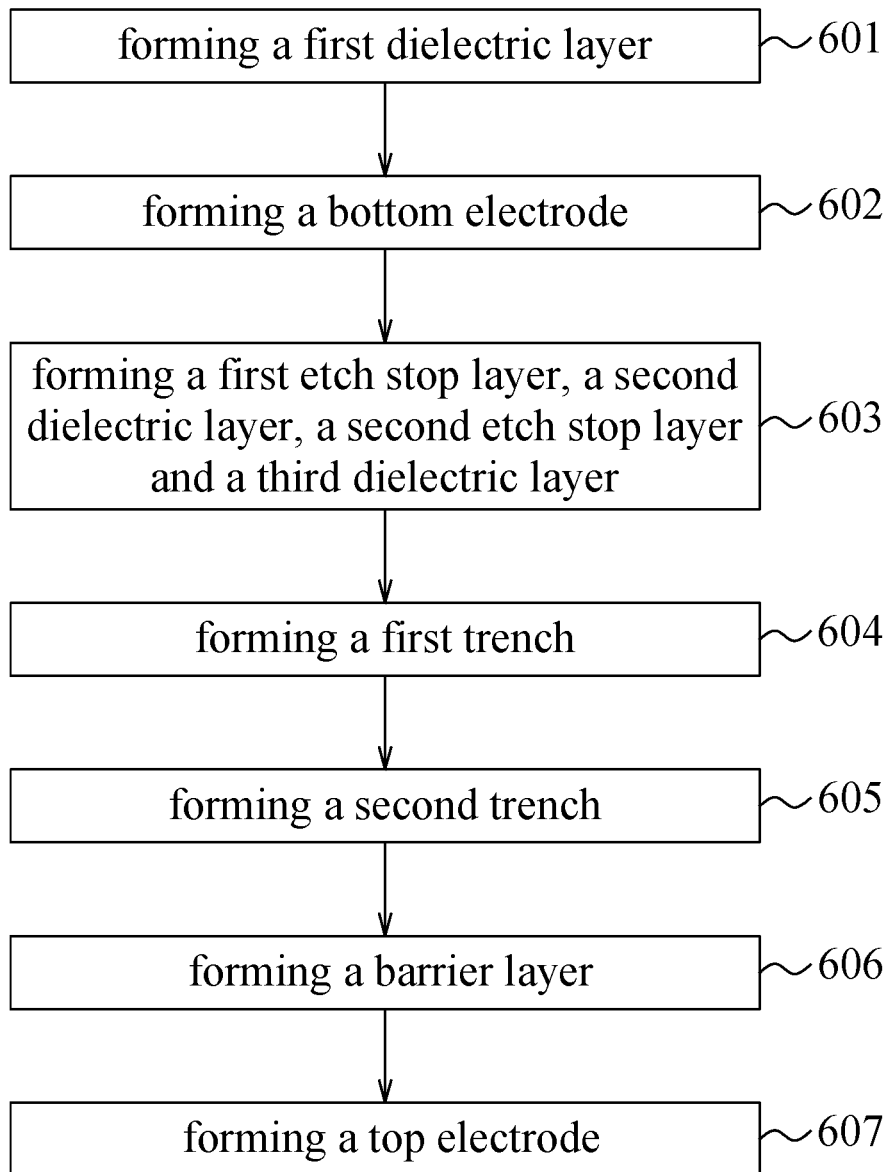 forming a first dielectric layer 601
forming a bottom electrode 602
forming a first etch stop layer, a second
dielectric layer, a second etch stop layer 603
and a third dielectric layer
forming a first trench 604
forming a second trench 605
forming a barrier layer 606
forming a top electrode 607